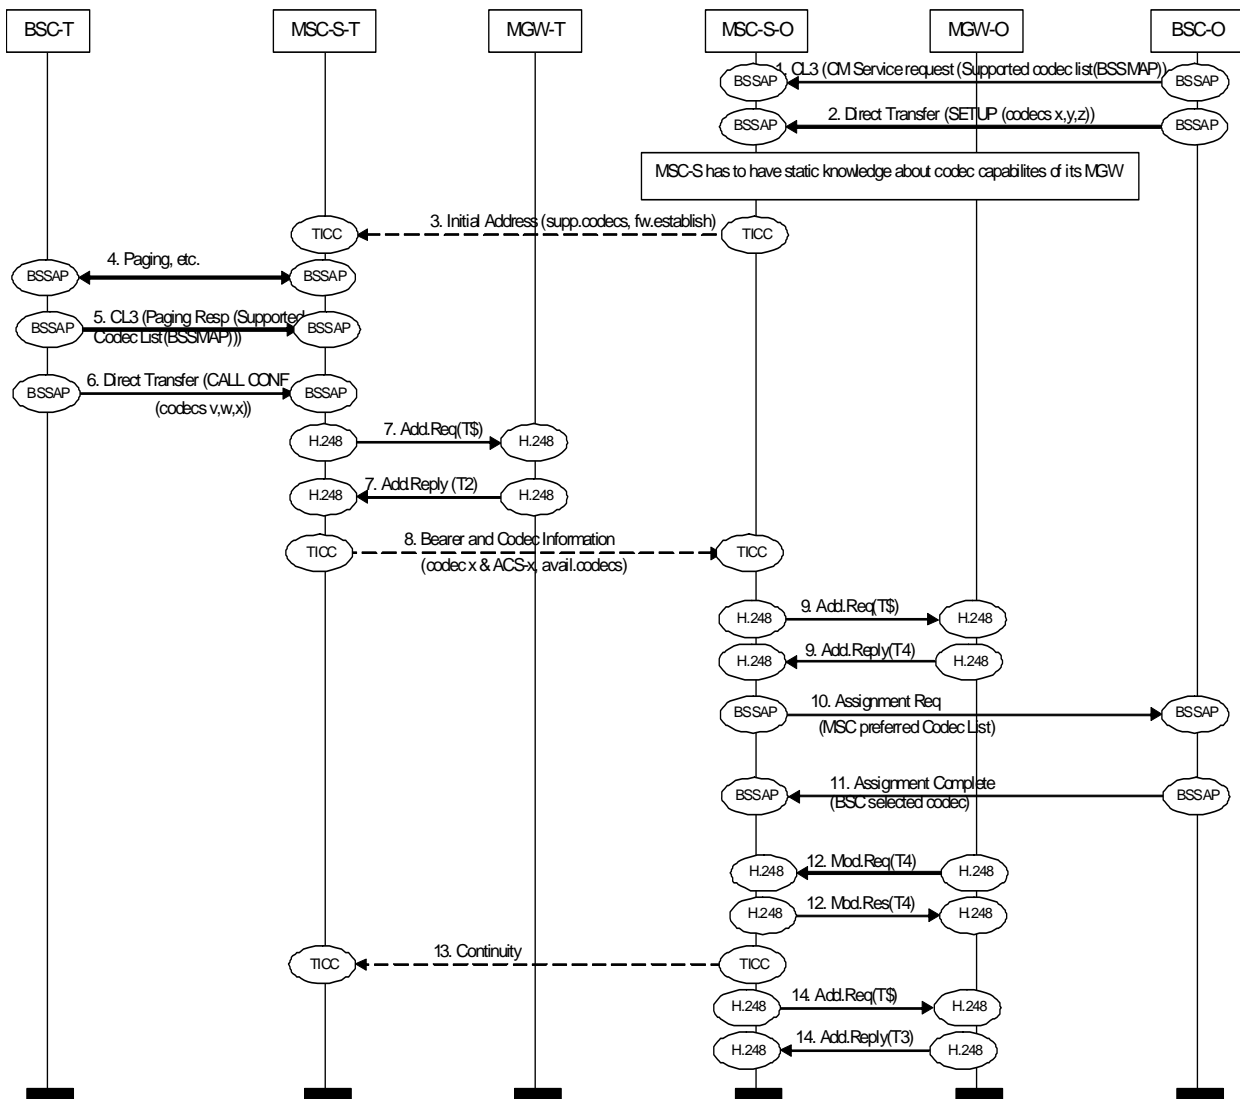 BSC-T MSC-S-T MGW-T MSC-S-O MGW-O BSC-O
BSSAP 1. CL3 (CM Service request (Supported codec list(BSSMAP)) BSSAP
BSSAP 2. Direct Transfer (SETUP (codecs x,y,z)) BSSAP
MSC-S has to have static knowledge about codec capabilites of its MGW
TICC 3. Initial Address (supp.codecs, fw.establish) TICC
BSSAP 4. Paging, etc. BSSAP
BSSAP 5. CL3 (Paging Resp (Supported BSSAP
Codec List(BSSMAP)))
BSSAP 6. Direct Transfer (CALL CONF BSSAP
(codecs v,w,x))
H.248 7. Add.Req(T$) H.248
H.248 7. Add.Reply (T2) H.248
TICC 8. Bearer and Codec Information TICC
(codec x & ACS-x, avail.codecs)
H.248 9. Add.Req(T$) H.248
H.248 9. Add.Reply(T4) H.248
BSSAP 10. Assignment Req BSSAP
(MSC preferred Codec List)
BSSAP 11. Assignment Complete BSSAP
(BSC selected codec)
H.248 12. Mod.Req(T4) H.248
H.248 12. Mod.Res(T4) H.248
TICC 13. Continuity TICC
H.248 14. Add.Req(T$) H.248
H.248 14. Add.Reply(T3) H.248